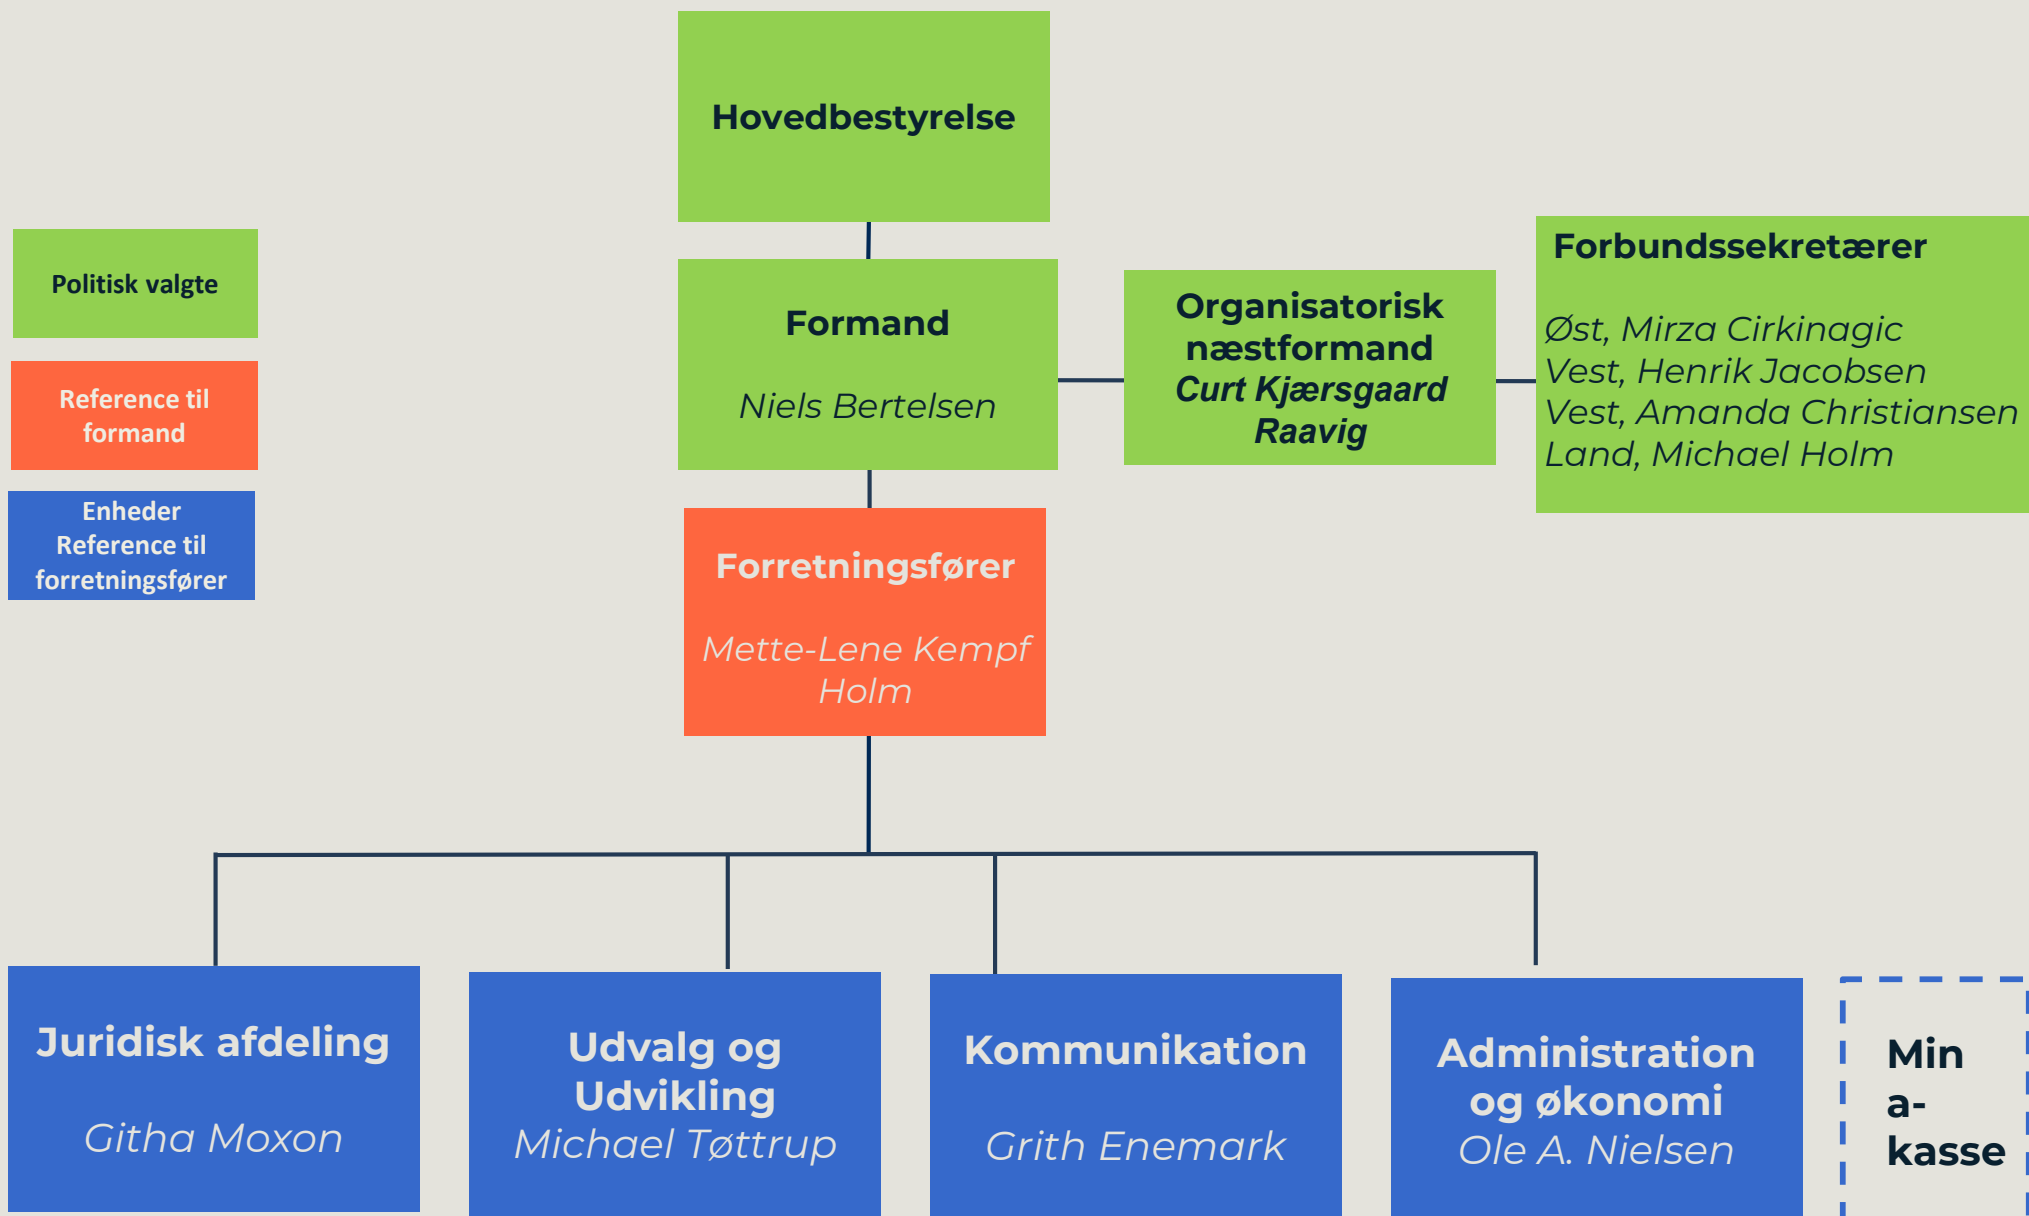 Hovedbestyrelse
Politisk valgte
Reference til
formand
Enheder
Reference til
forretningsfører
Formand
Niels Bertelsen
Organisatorisk
næstformand
Curt Kjærsgaard
Raavig
Forbundssekretærer
Øst, Mirza Cirkinagic
Vest, Henrik Jacobsen
Vest, Amanda Christiansen
Land, Michael Holm
Forretningsfører
Mette-Lene Kempf
Holm
Juridisk afdeling
Githa Moxon
Udvalg og
Udvikling
Michael Tøttrup
Kommunikation
Grith Enemark
Administration
og økonomi
Ole A. Nielsen
Min
a-
kasse